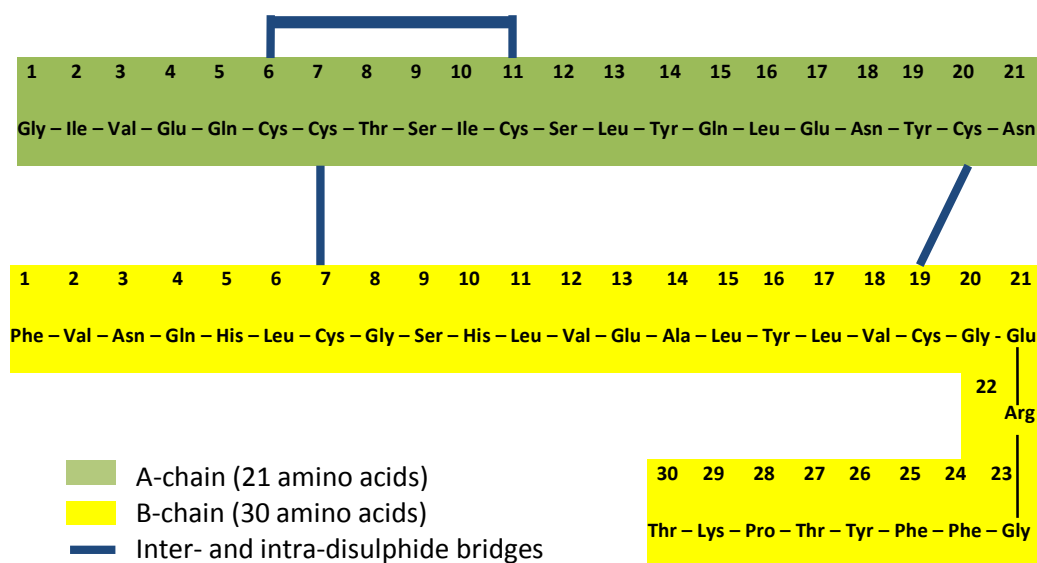 1 2 3 4 5 6 7 8 9 10 11 12 13 14 15 16 17 18 19 20 21
Gly – Ile – Val – Glu – Gln – Cys – Cys – Thr – Ser – Ile – Cys – Ser – Leu – Tyr – Gln – Leu – Glu – Asn – Tyr – Cys – Asn
1 2 3 4 5 6 7 8 9 10 11 12 13 14 15 16 17 18 19 20 21
Phe – Val – Asn – Gln – His – Leu – Cys – Gly – Ser – His – Leu – Val – Glu – Ala – Leu – Tyr – Leu – Val – Cys – Gly - Glu
22
Arg
30 29 28 27 26 25 24 23
Thr – Lys – Pro – Thr – Tyr – Phe – Phe – Gly
A-chain (21 amino acids)
B-chain (30 amino acids)
Inter- and intra-disulphide bridges